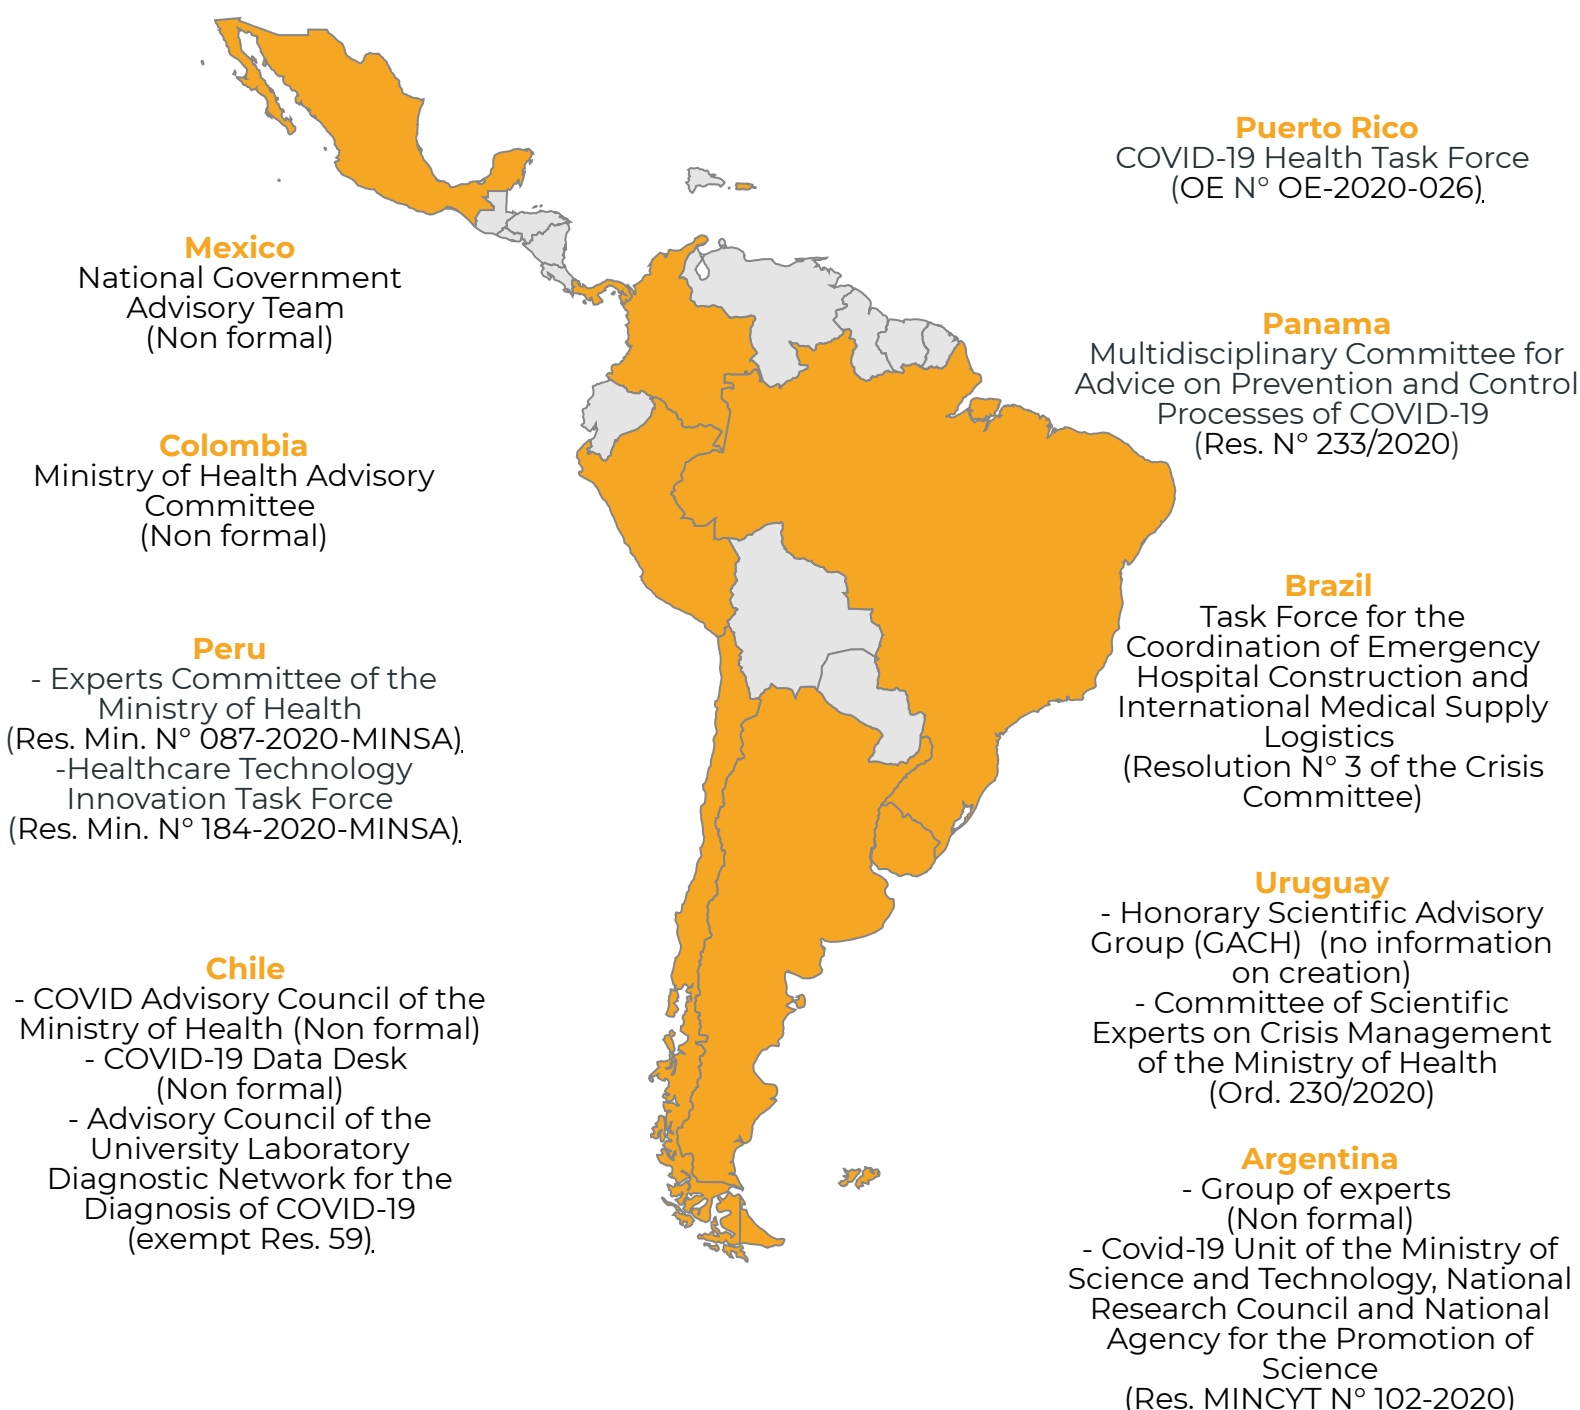 Mexico
National Government
Advisory Team
(Non formal)
Colombia
Ministry of Health Advisory
Committee
(Non formal)
Peru
- Experts Committee of the
Ministry of Health
(Res. Min. N° 087-2020-MINSA).
-Healthcare Technology
Innovation Task Force
(Res. Min. N° 184-2020-MINSA).
Chile
- COVID Advisory Council of the
Ministry of Health (Non formal)
- COVID-19 Data Desk
(Non formal)
- Advisory Council of the
University Laboratory
Diagnostic Network for the
Diagnosis of COVID-19
(exempt Res. 59).
Puerto Rico
COVID-19 Health Task Force
(OE N° OE-2020-026).
Panama
Multidisciplinary Committee for
Advice on Prevention and Control
Processes of COVID-19
(Res. N° 233/2020)
Brazil
Task Force for the
Coordination of Emergency
Hospital Construction and
International Medical Supply
Logistics
(Resolution N° 3 of the Crisis
Committee)
Uruguay
- Honorary Scientific Advisory
Group (GACH) (no information
on creation)
- Committee of Scientific
Experts on Crisis Management
of the Ministry of Health
(Ord. 230/2020)
Argentina
- Group of experts
(Non formal)
- Covid-19 Unit of the Ministry of
Science and Technology, National
Research Council and National
Agency for the Promotion of
Science
(Res. MINCYT N° 102-2020)